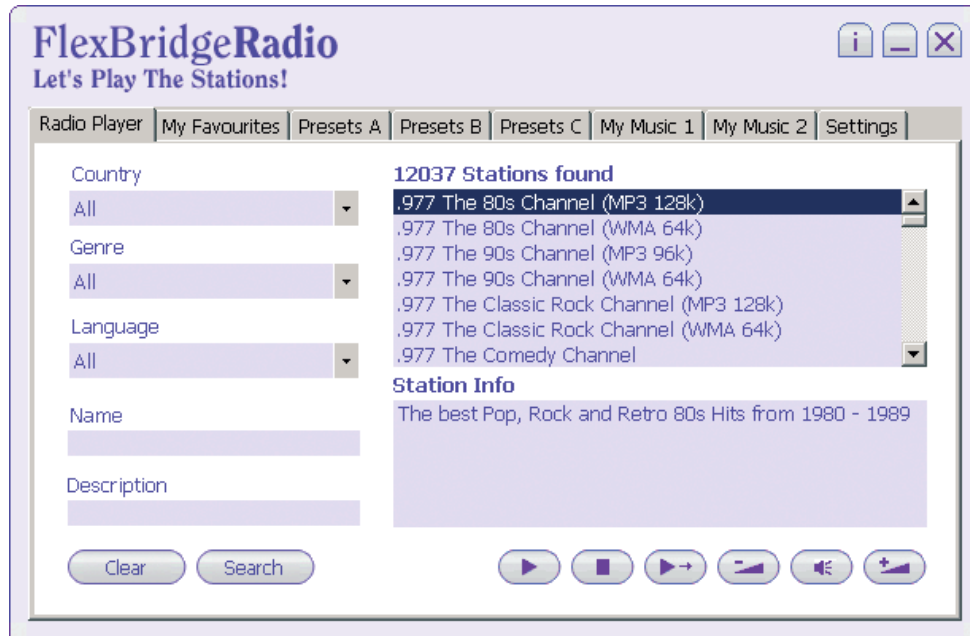 FlexBridgeRadio
Let's Play The Stations!
i
Radio Player My Favourites Presets A Presets B Presets C My Music 1 My Music 2 Settings
Country
All
Genre
All
Language
All
Name
Description
Clear Search
12037 Stations found
.977 The 80s Channel (MP3 128k)
.977 The 80s Channel (WMA 64k)
.977 The 90s Channel (MP3 96k)
.977 The 90s Channel (WMA 64k)
.977 The Classic Rock Channel (MP3 128k)
.977 The Classic Rock Channel (WMA 64k)
.977 The Comedy Channel
Station Info
The best Pop, Rock and Retro 80s Hits from 1980 - 1989